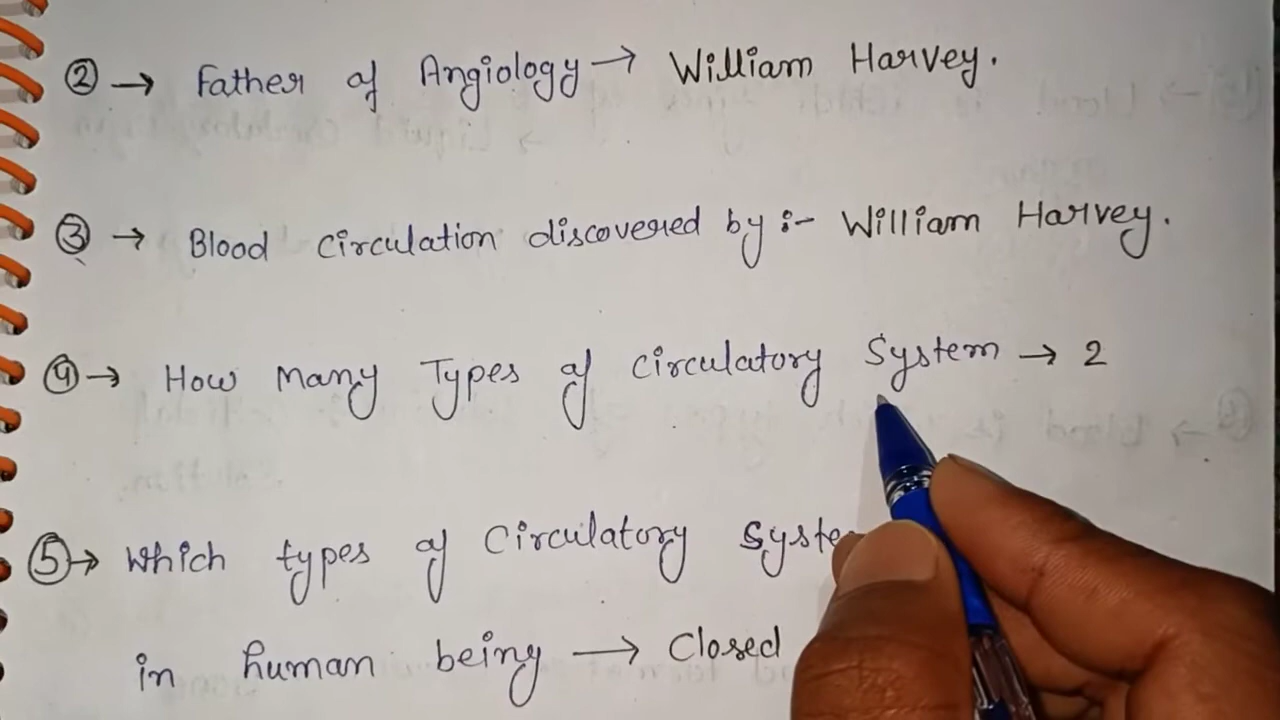 ② → Father of Angiology → William Harvey.
③ → Blood circulation discovered by :- William Harvey.
④ → How Many Types of circulatory System → 2
⑤ → Which types of Circulatory Syste
in human being → Closed